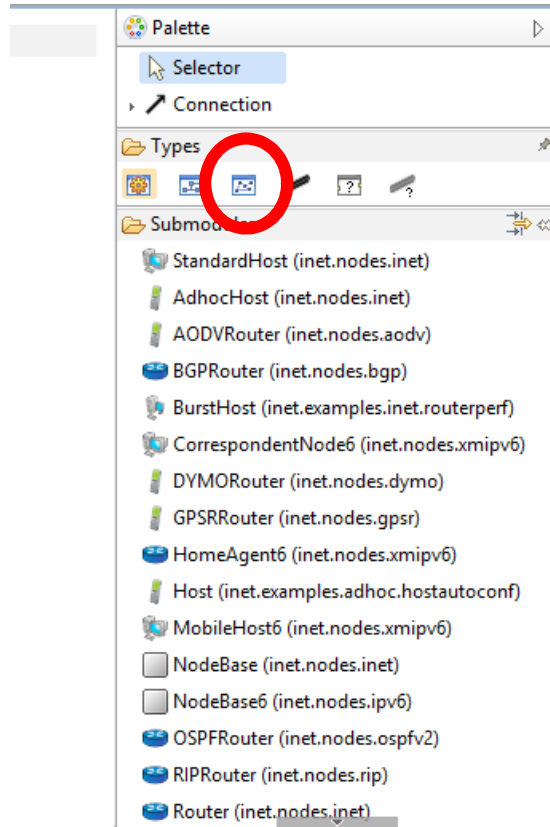 Palette
Selector
Connection
Types
?
?
Submodules
StandardHost (inet.nodes.inet)
AdhocHost (inet.nodes.inet)
AODVRouter (inet.nodes.aodv)
BGPRouter (inet.nodes.bgp)
BurstHost (inet.examples.inet.routerperf)
CorrespondentNode6 (inet.nodes.xmipv6)
DYMORouter (inet.nodes.dymo)
GPSRRouter (inet.nodes.gpsr)
HomeAgent6 (inet.nodes.xmipv6)
Host (inet.examples.adhoc.hostautoconf)
MobileHost6 (inet.nodes.xmipv6)
NodeBase (inet.nodes.inet)
NodeBase6 (inet.nodes.ipv6)
OSPFRouter (inet.nodes.ospfv2)
RIPRouter (inet.nodes.rip)
Router (inet.nodes.inet)